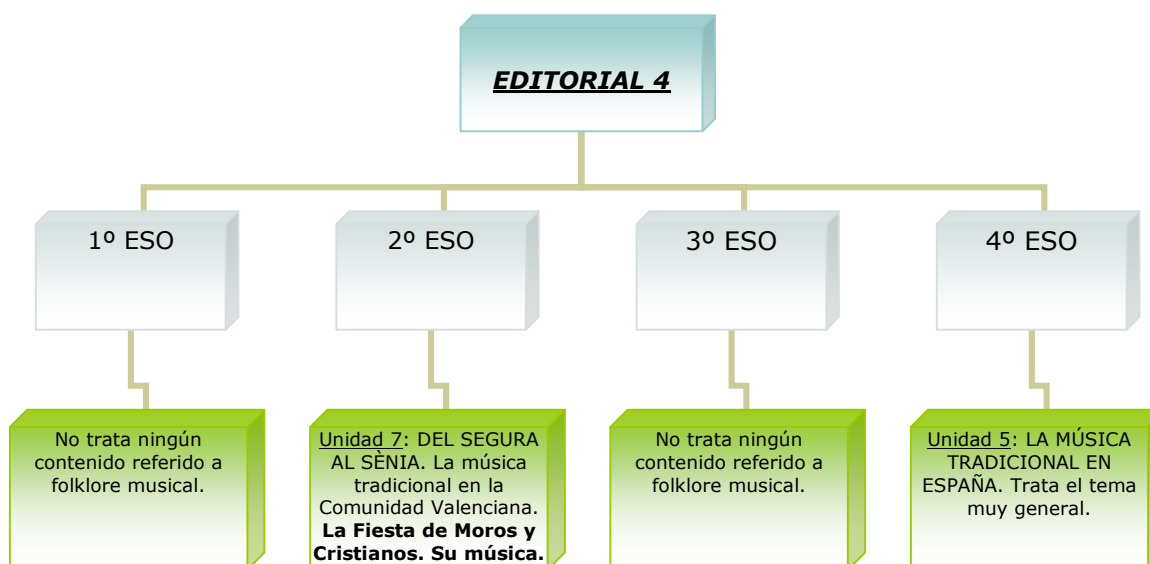 EDITORIAL 4
1º ESO
2º ESO
3º ESO
4º ESO
No trata ningún
contenido referido a
folklore musical.
Unidad 7: DEL SEGURA
AL SÈNIA. La música
tradicional en la
Comunidad Valenciana.
La Fiesta de Moros y
Cristianos. Su música.
No trata ningún
contenido referido a
folklore musical.
Unidad 5: LA MÚSICA
TRADICIONAL EN
ESPAÑA. Trata el tema
muy general.